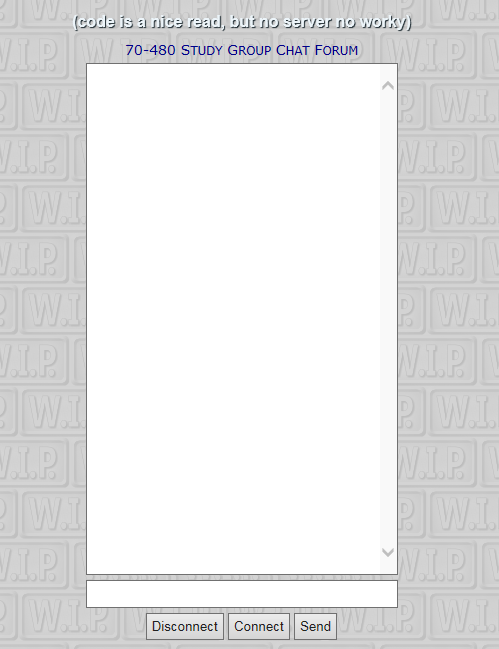 (code is a nice read, but no server no worky)
70-480 Study Group Chat Forum
W.I.P.
Disconnect Connect Send